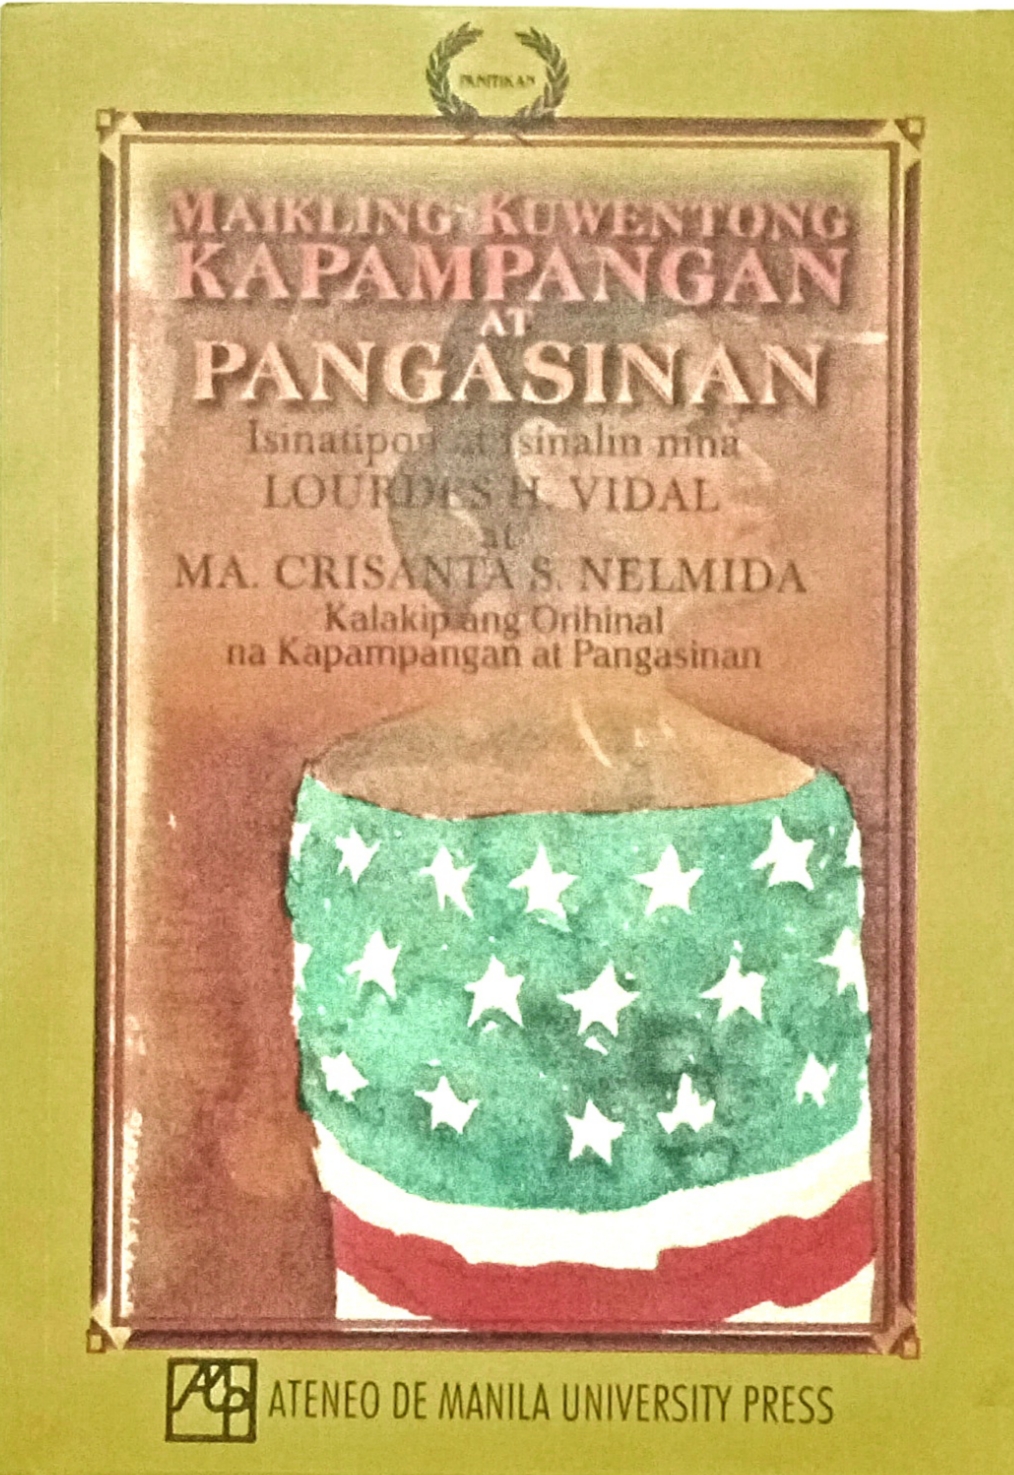 PANITIKAN
MAIKLING KUWENTONG
KAPAMPANGAN
AT
PANGASINAN
Isinatipon at isinalin nina
LOURDES H. VIDAL
at
MA. CRISANTA S. NELMIDA
Kalakip ang Orihinal
na Kapampangan at Pangasinan
ATENEO DE MANILA UNIVERSITY PRESS